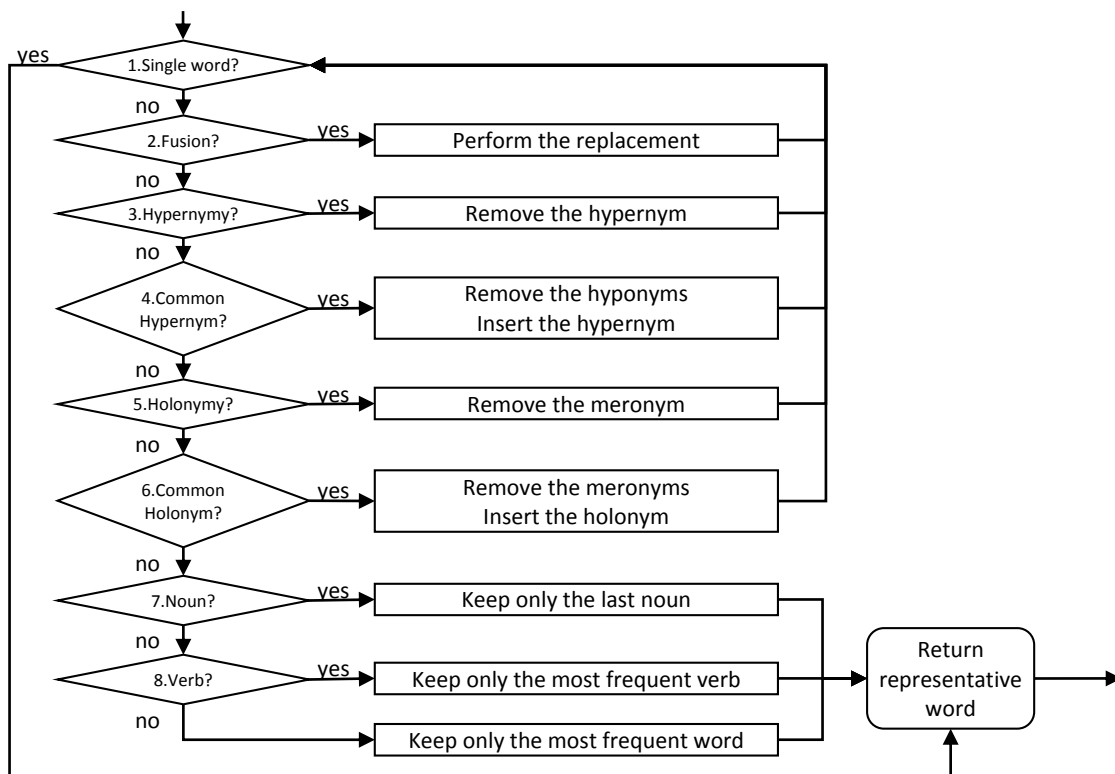 yes
1.Single word?
no
2.Fusion?
yes
Perform the replacement
no
3.Hypernymy?
yes
Remove the hypernym
no
4.Common
Hypernym?
yes
Remove the hyponyms
Insert the hypernym
no
5.Holonymy?
yes
Remove the meronym
no
6.Common
Holonym?
yes
Remove the meronyms
Insert the holonym
no
7.Noun?
yes
Keep only the last noun
no
8.Verb?
yes
Keep only the most frequent verb
no
Keep only the most frequent word
Return
representative
word